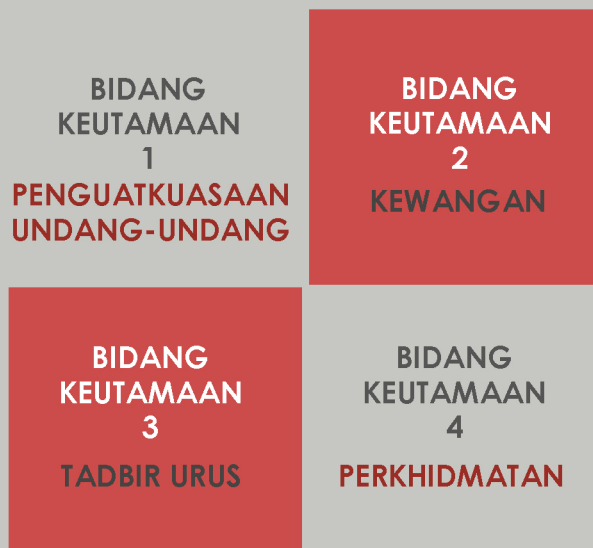 BIDANG
KEUTAMAAN
1
PENGUATKUASAAN
UNDANG-UNDANG
BIDANG
KEUTAMAAN
2
KEWANGAN
BIDANG
KEUTAMAAN
3
TADBIR URUS
BIDANG
KEUTAMAAN
4
PERKHIDMATAN